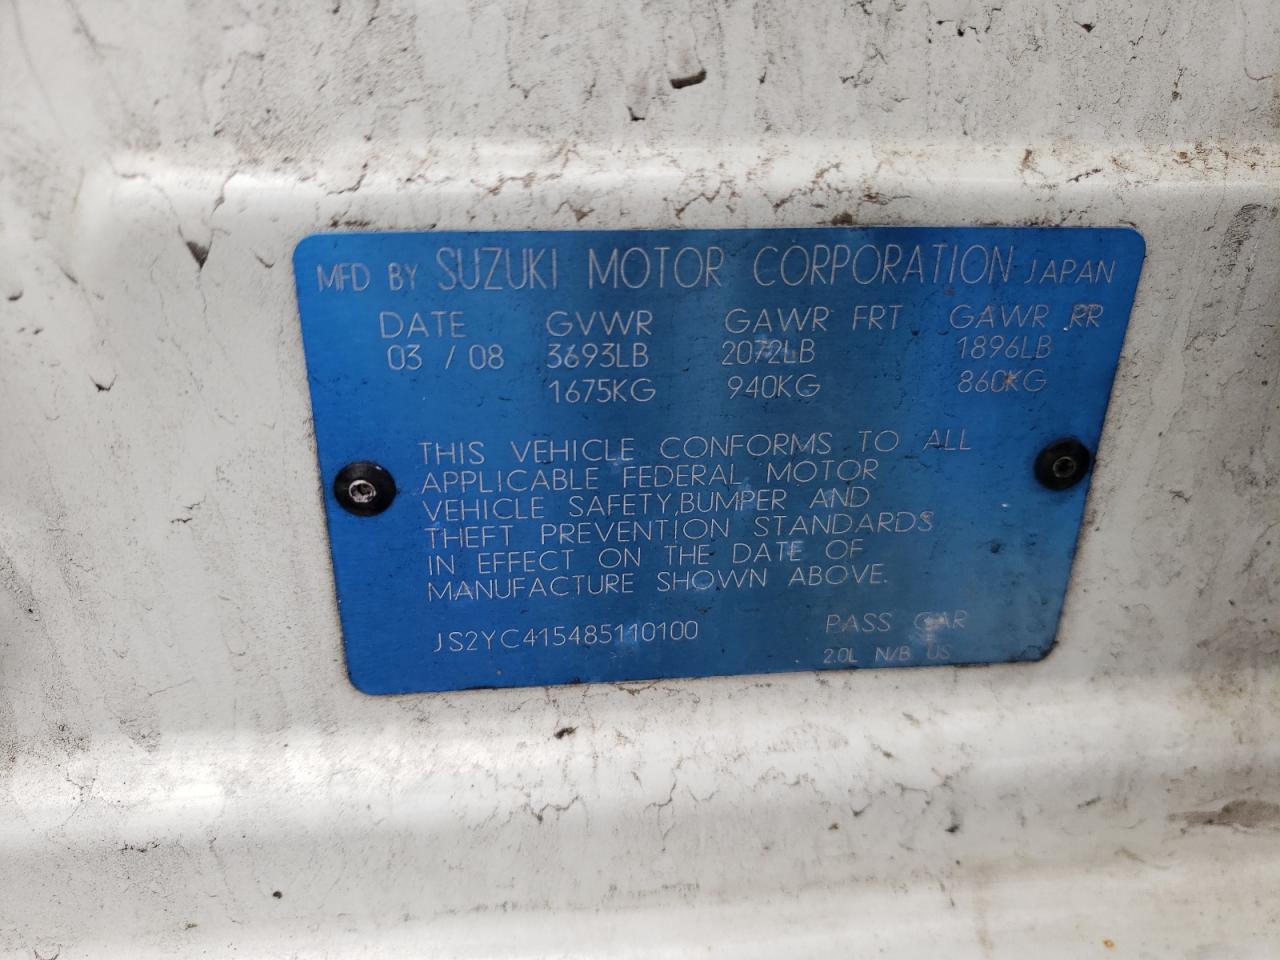 MFD BY SUZUKI MOTOR CORPORATION JAPAN
DATE GVWR GAWR FRT GAWR RR
03 / 08 3693LB 2072LB 1896LB
1675KG 940KG 860KG
THIS VEHICLE CONFORMS TO ALL
APPLICABLE FEDERAL MOTOR
VEHICLE SAFETY,BUMPER AND
THEFT PREVENTION STANDARDS
IN EFFECT ON THE DATE OF
MANUFACTURE SHOWN ABOVE.
JS2YC415485110100 PASS CAR
2.0L N/B US